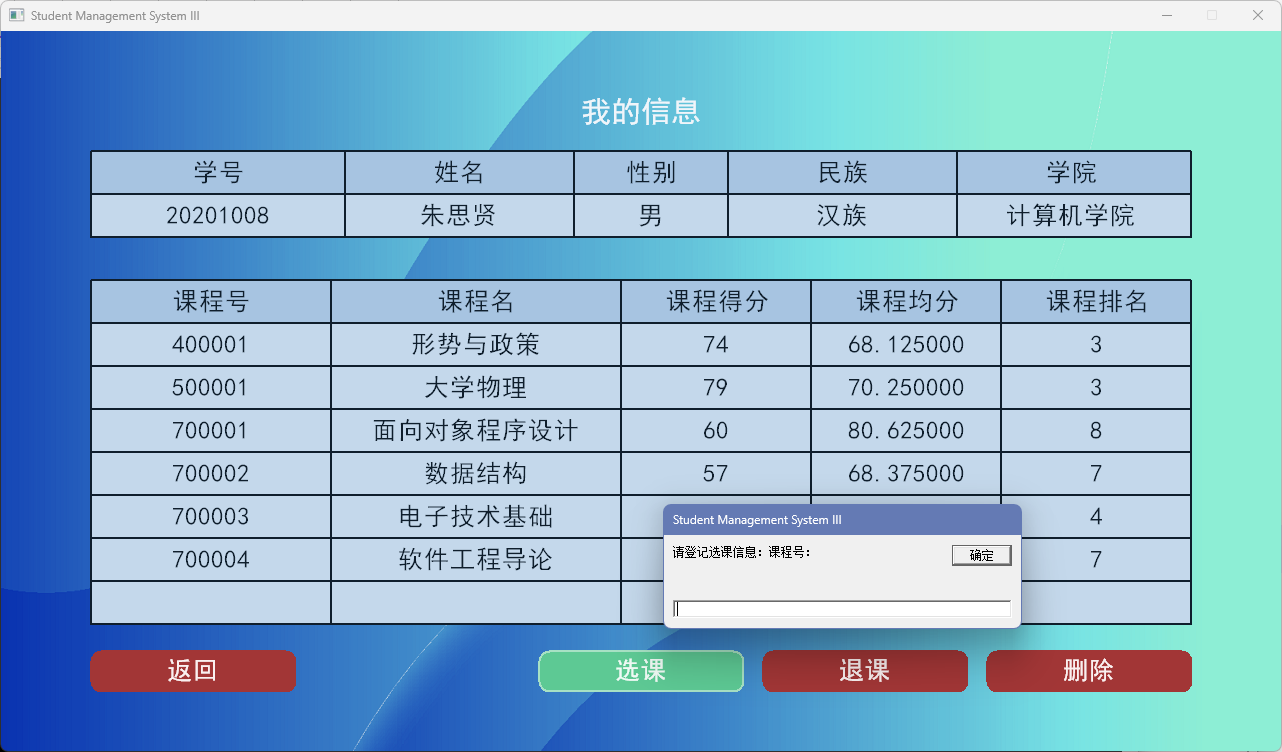 Student Management System III
我的信息
学号 姓名 性别 民族 学院
20201008 朱思贤 男 汉族 计算机学院
课程号 课程名 课程得分 课程均分 课程排名
400001 形势与政策 74 68.125000 3
500001 大学物理 79 70.250000 3
700001 面向对象程序设计 60 80.625000 8
700002 数据结构 57 68.375000 7
700003 电子技术基础 4
700004 软件工程导论 7
Student Management System III
请登记选课信息：课程号：
确定
返回 选课 退课 删除